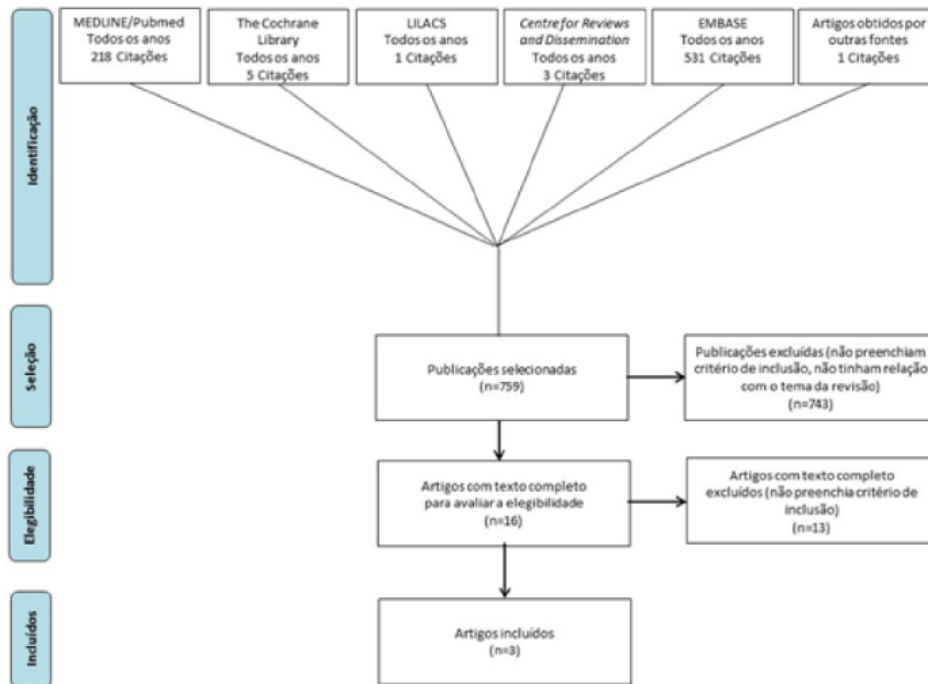 MEDLINE/Pubmed
Todos os anos
218 Citações
The Cochrane
Library
Todos os anos
5 Citações
LILACS
Todos os anos
1 Citações
Centre for Reviews
and Dissemination
Todos os anos
3 Citações
EMBASE
Todos os anos
531 Citações
Artigos obtidos por
outras fontes
1 Citações
Identificação
Seleção
Publicações selecionadas
(n=759)
Publicações excluídas (não preenchiam
critério de inclusão, não tinham relação
com o tema da revisão)
(n=743)
Elegibilidade
Artigos com texto completo
para avaliar a elegibilidade
(n=16)
Artigos com texto completo
excluídos (não preenchia critério de
inclusão)
(n=13)
Incluídos
Artigos incluídos
(n=3)